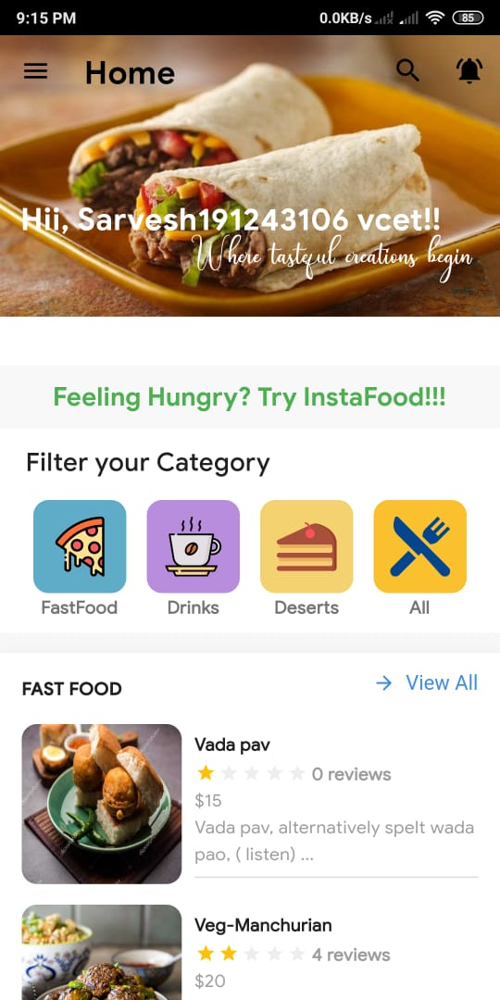 9:15 PM
0.0KB/s
85
Home
Hii, Sarvesh191243106 vcet!!
Where tasteful creations begin
Feeling Hungry? Try InstaFood!!!
Filter your Category
FastFood
Drinks
Deserts
All
FAST FOOD
View All
Vada pav
0 reviews
$15
Vada pav, alternatively spelt wada
pao, ( listen) ...
Veg-Manchurian
4 reviews
$20